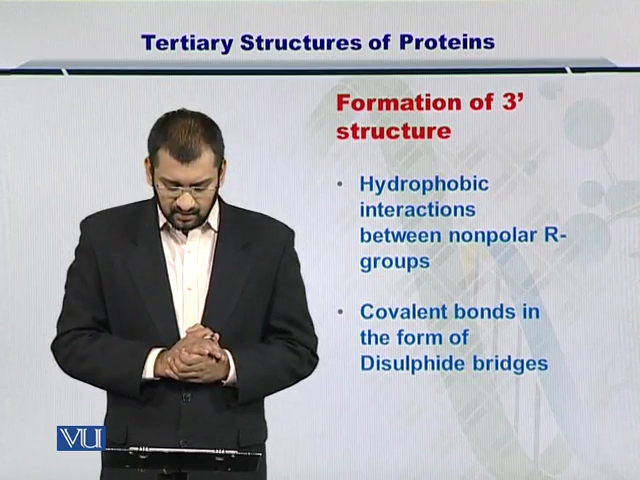 Tertiary Structures of Proteins
Formation of 3’
structure
• Hydrophobic
interactions
between nonpolar R-
groups
• Covalent bonds in
the form of
Disulphide bridges
VU